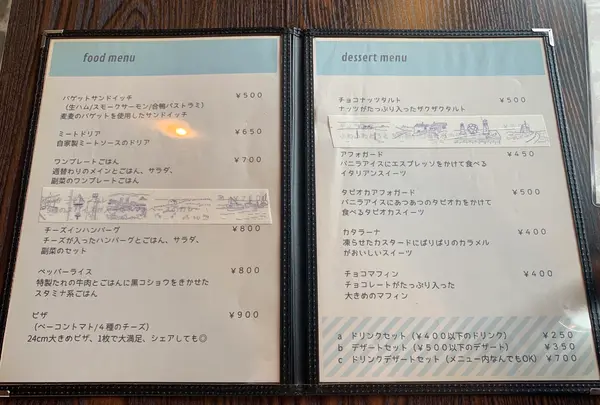 food menu
バゲットサンドイッチ ¥500
(生ハム/スモークサーモン/合鴨パストラミ)
麦麦のバゲットを使用したサンドイッチ
ミートドリア ¥650
自家製ミートソースのドリア
ワンプレートごはん ¥700
週替わりのメインとごはん、サラダ、
副菜のワンプレートごはん
チーズインハンバーグ ¥800
チーズが入ったハンバーグとごはん、サラダ、
副菜のセット
ペッパーライス ¥800
特製たれの牛肉とごはんに黒コショウをきかせた
スタミナ系ごはん
ピザ ¥900
(ベーコントマト/4種のチーズ)
24cm大きめピザ、1枚で大満足、シェアしても◎
dessert menu
チョコナッツタルト ¥500
ナッツがたっぷり入ったザクザクタルト
アフォガード ¥450
バニラアイスにエスプレッソをかけて食べる
イタリアンスイーツ
タピオカアフォガード ¥500
バニラアイスにあつあつのタピオカをかけて
食べるタピオカスイーツ
カタラーナ ¥400
凍らせたカスタードにぱりぱりのカラメル
がおいしいスイーツ
チョコマフィン ¥400
チョコレートがたっぷり入った
大きめのマフィン
a ドリンクセット (¥400以下のドリンク) ¥250
b デザートセット (¥500以下のデザート) ¥350
c ドリンクデザートセット (メニュー内なんでもOK) ¥700